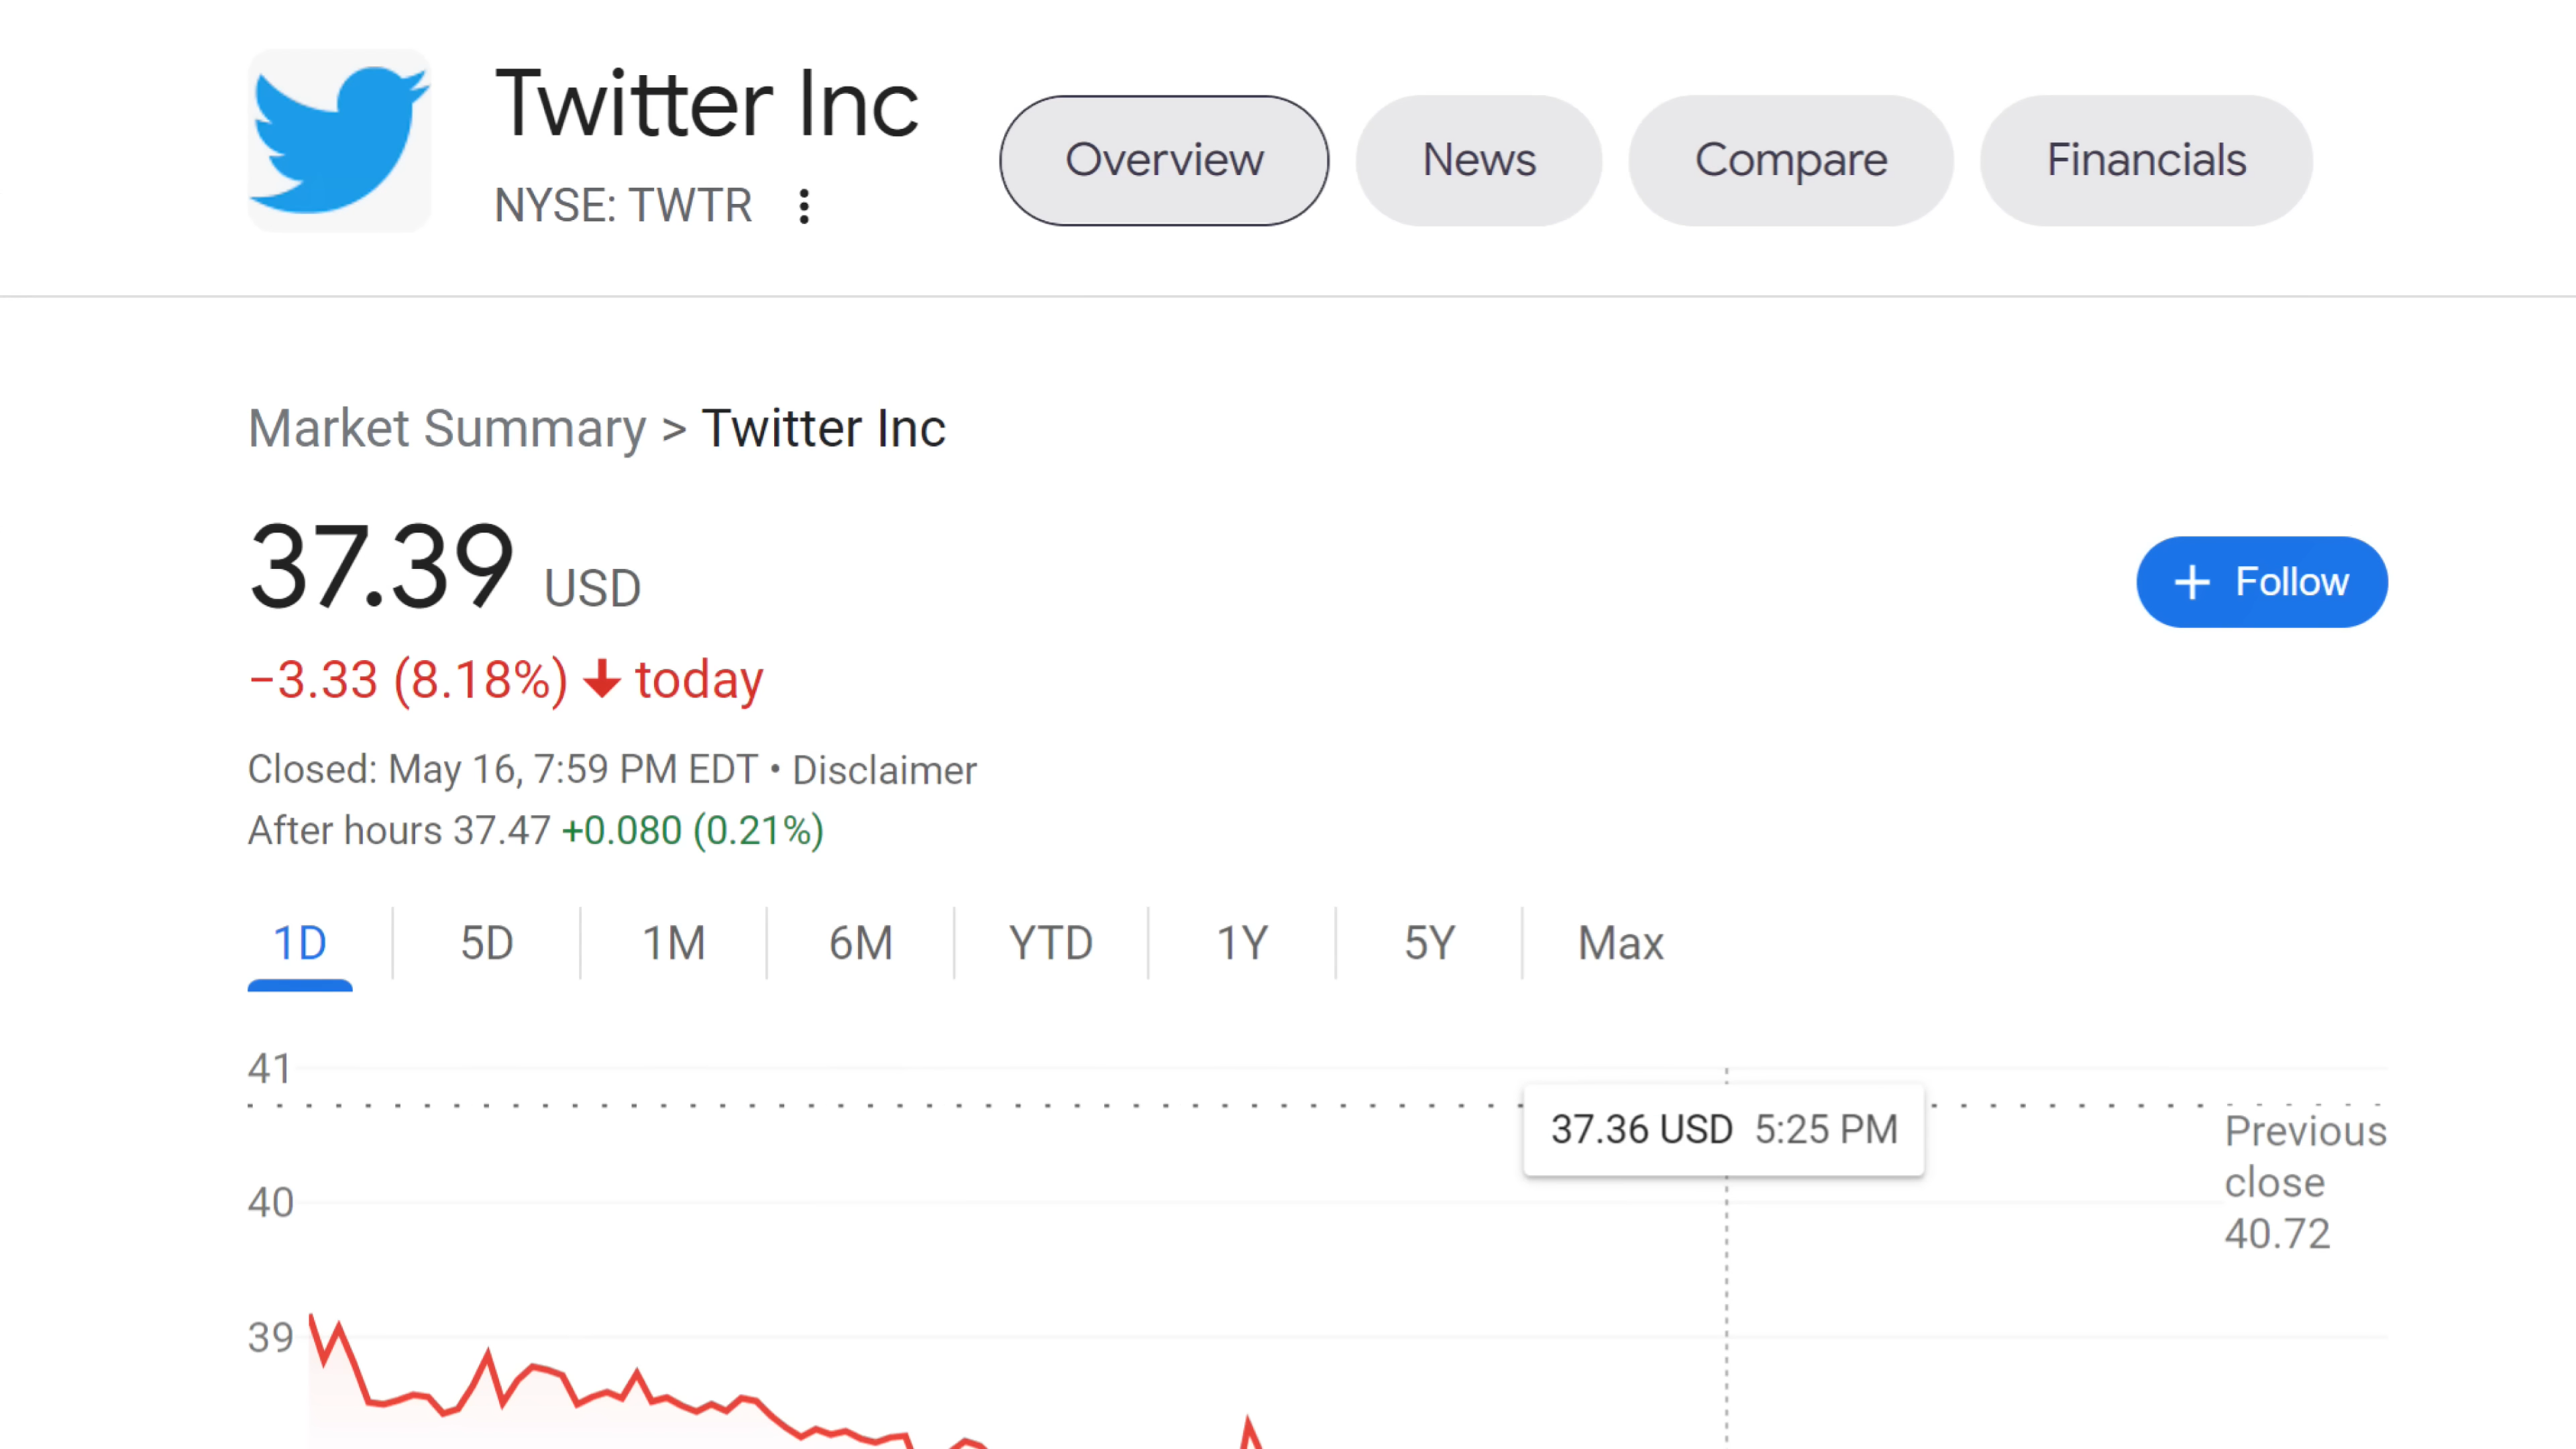 Twitter Inc
NYSE: TWTR
Overview
News
Compare
Financials
Market Summary > Twitter Inc
37.39 USD
+ Follow
−3.33 (8.18%) ↓ today
Closed: May 16, 7:59 PM EDT • Disclaimer
After hours 37.47 +0.080 (0.21%)
1D
5D
1M
6M
YTD
1Y
5Y
Max
41
37.36 USD 5:25 PM
Previous
close
40.72
40
39